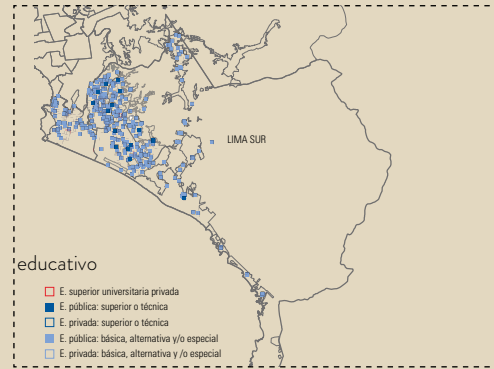 LIMA SUR
educativo
E. superior universitaria privada
E. pública: superior o técnica
E. privada: superior o técnica
E. pública: básica, alternativa y/o especial
E. privada: básica, alternativa y /o especial